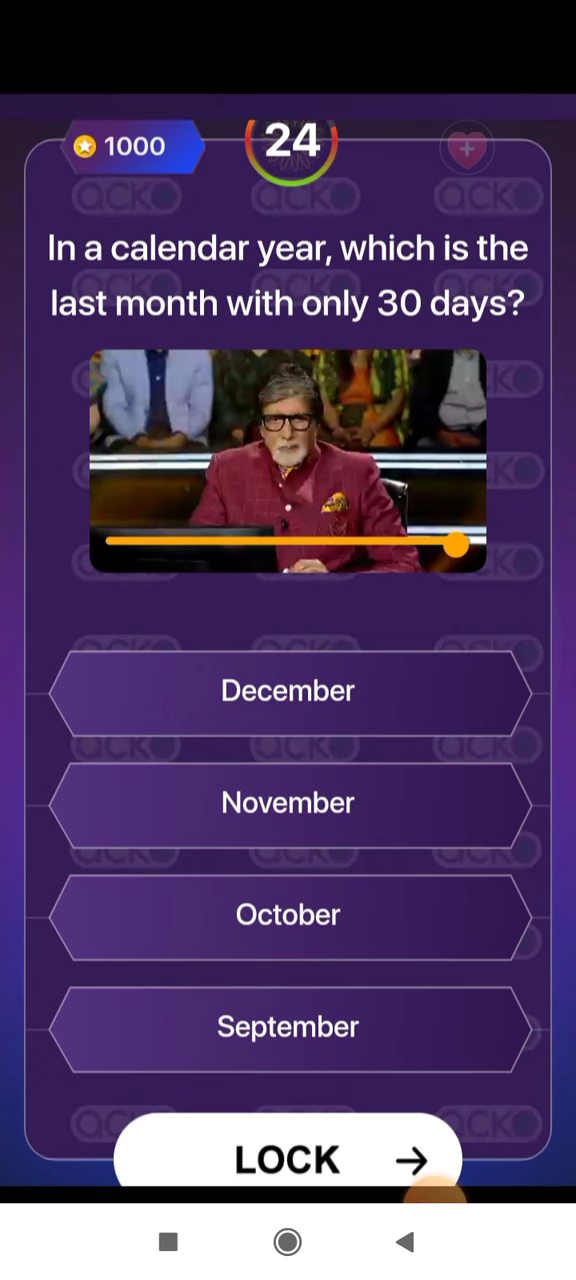 1000
24
In a calendar year, which is the
last month with only 30 days?
December
November
October
September
LOCK